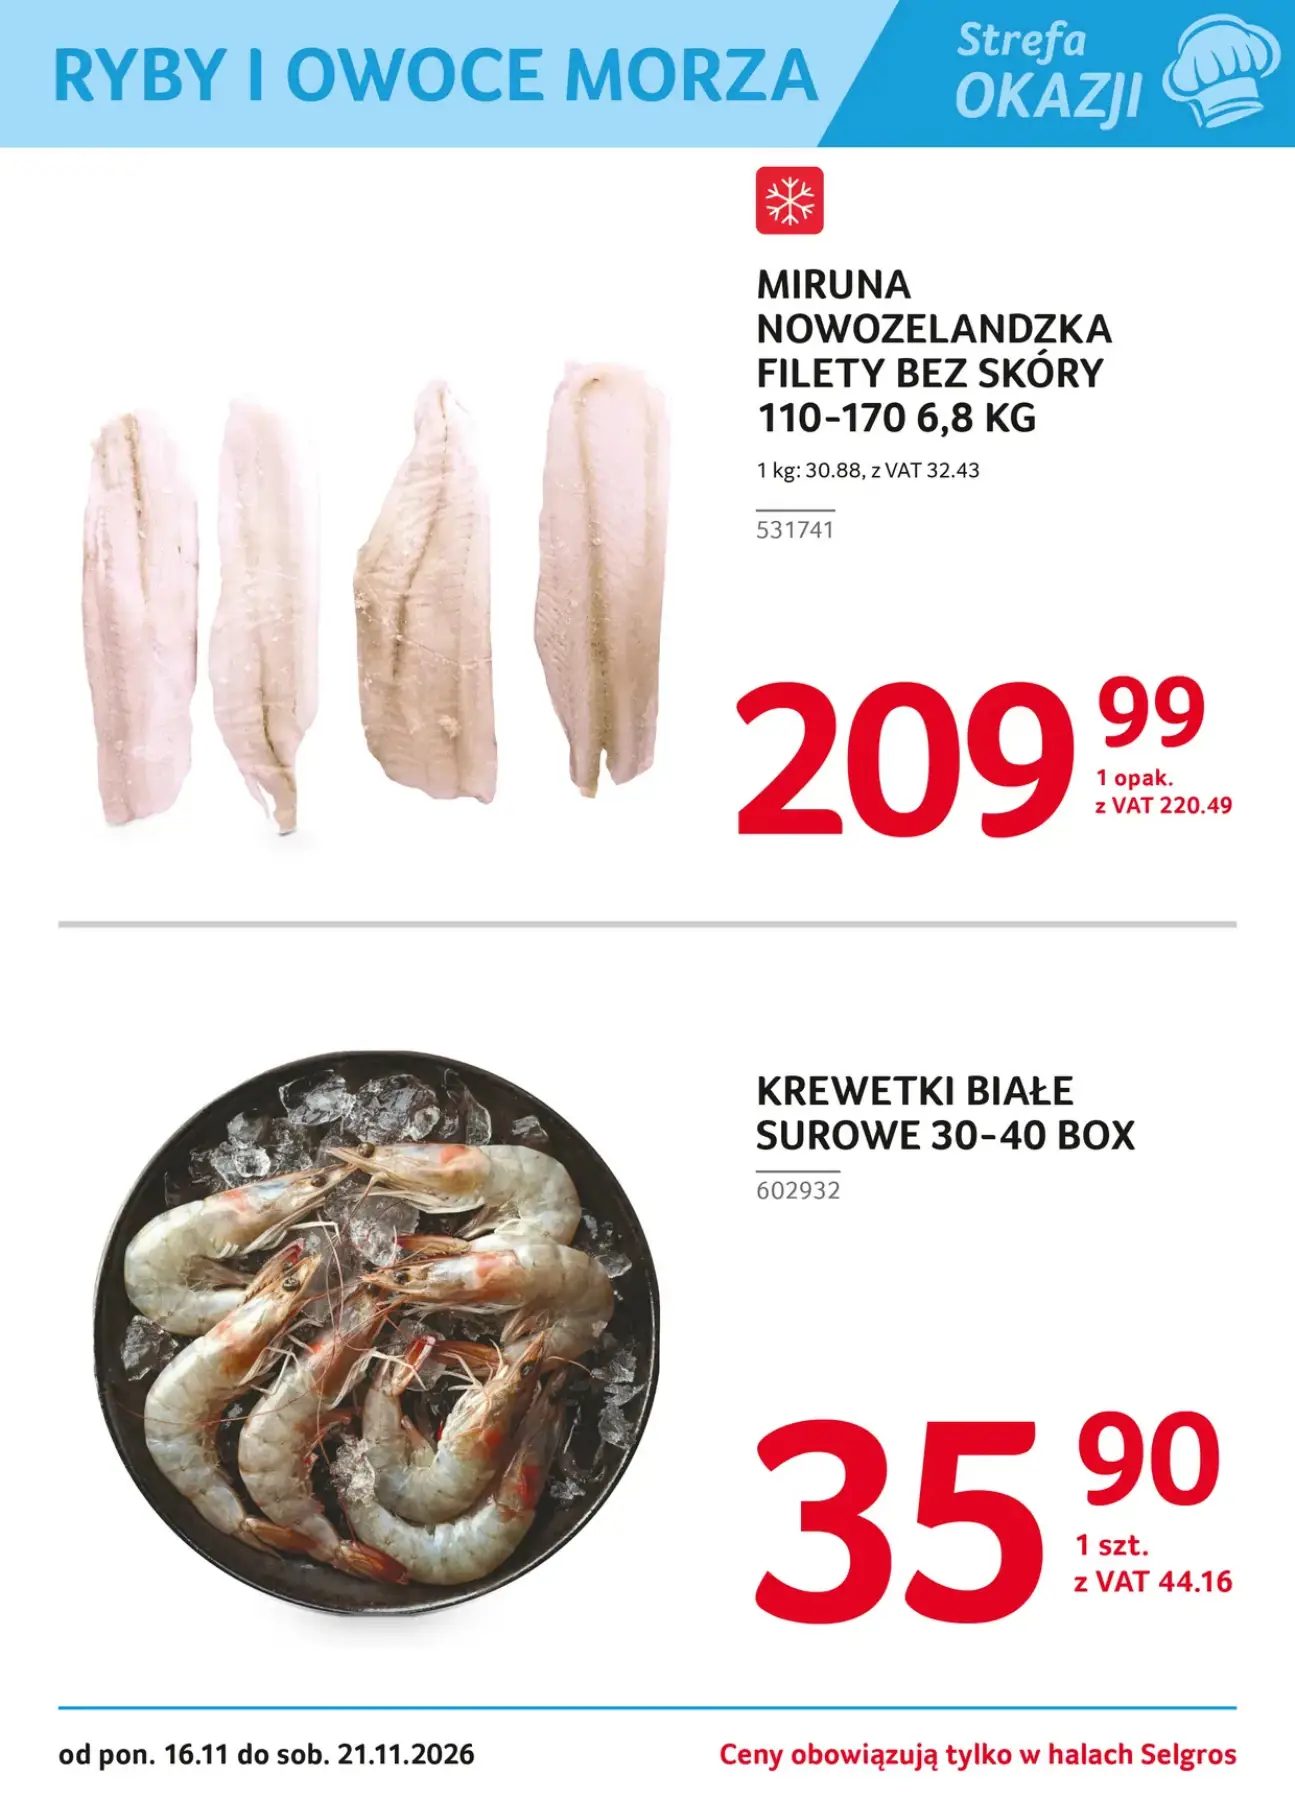 RYBY I OWOCE MORZA
Strefa
OKAZJI
MIRUNA
NOWOZELANDZKA
FILETY BEZ SKÓRY
110-170 6,8 KG
1 kg: 30.88, z VAT 32.43
531741
209 99
1 opak.
z VAT 220.49
KREWETKI BIAŁE
SUROWE 30-40 BOX
602932
35 90
1 szt.
z VAT 44.16
od pon. 16.11 do sob. 21.11.2026
Ceny obowiązują tylko w halach Selgros